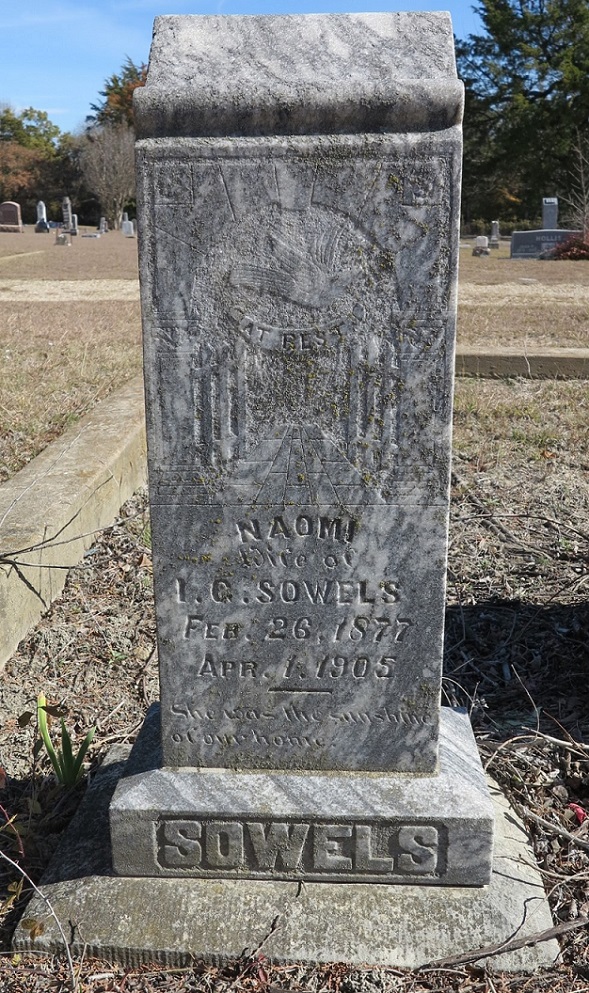 AT REST
NAOMI
Wife of
I. G. SOWELS
FEB. 26, 1877
APR. 1. 1905
She was the sunshine
of our home.
SOWELS